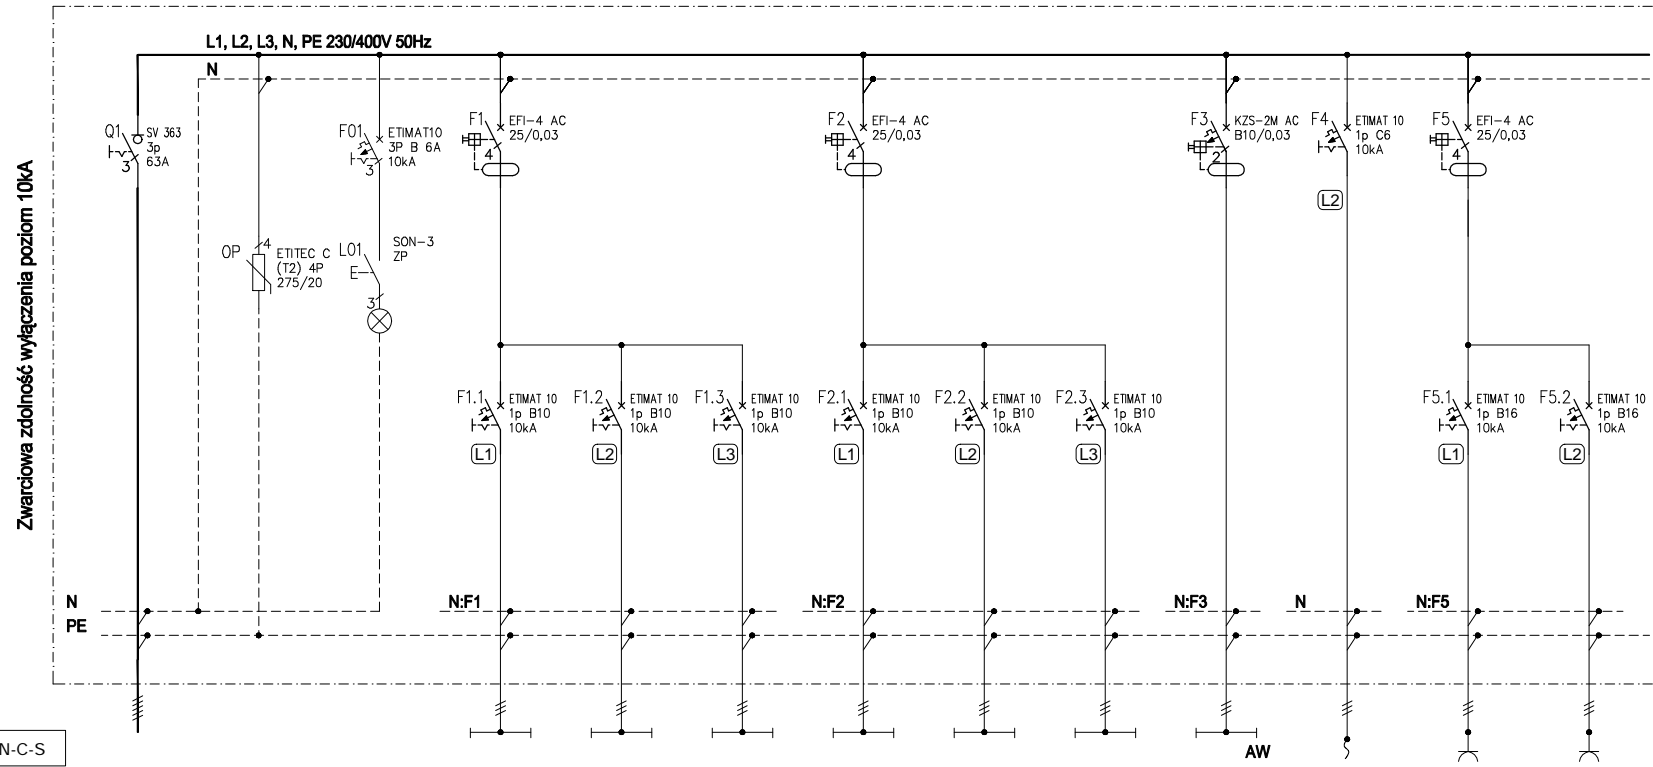 L1, L2, L3, N, PE 230/400V 50Hz
N
Zwarciowa zdolność wyłączenia poziom 10kA
Q1
SV 363
3p
63A
3
F01
ETIMAT10
3P B 6A
10kA
3
F1
EFI-4 AC
25/0,03
4
F2
EFI-4 AC
25/0,03
4
F3
KZS-2M AC
B10/0,03
2
F4
ETIMAT 10
1p C6
10kA
L2
F5
EFI-4 AC
25/0,03
4
OP
4
ETITEC C
(T2) 4P
275/20
L01
E
SON-3
ZP
3
F1.1
ETIMAT 10
1p B10
10kA
L1
F1.2
ETIMAT 10
1p B10
10kA
L2
F1.3
ETIMAT 10
1p B10
10kA
L3
F2.1
ETIMAT 10
1p B10
10kA
L1
F2.2
ETIMAT 10
1p B10
10kA
L2
F2.3
ETIMAT 10
1p B10
10kA
L3
F5.1
ETIMAT 10
1p B16
10kA
L1
F5.2
ETIMAT 10
1p B16
10kA
L2
N
PE
N:F1
N:F2
N:F3
N
N:F5
N-C-S
AW